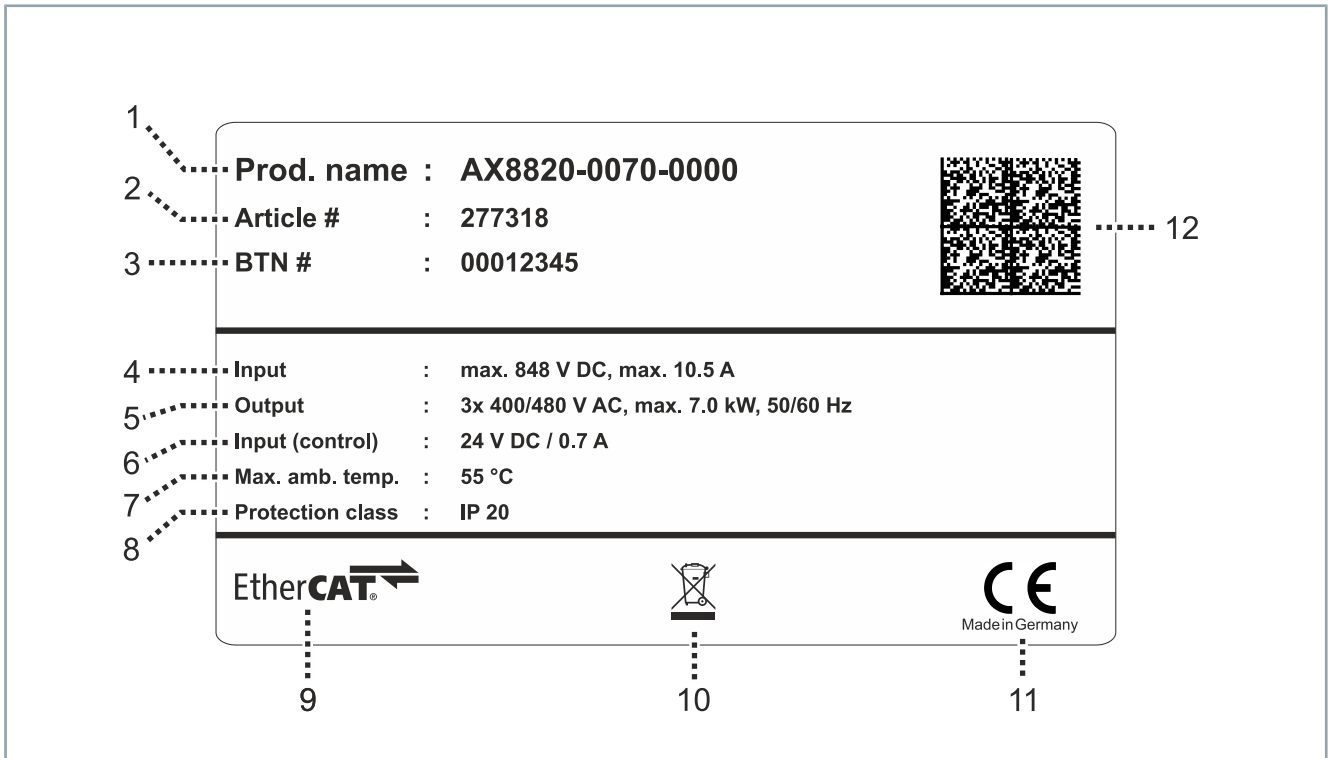 1
Prod. name : AX8820-0070-0000
2
Article # : 277318
12
3
BTN # : 00012345
4
Input : max. 848 V DC, max. 10.5 A
5
Output : 3x 400/480 V AC, max. 7.0 kW, 50/60 Hz
6
Input (control) : 24 V DC / 0.7 A
7
Max. amb. temp. : 55 °C
8
Protection class : IP 20
EtherCAT®
CE
Made in Germany
9
10
11